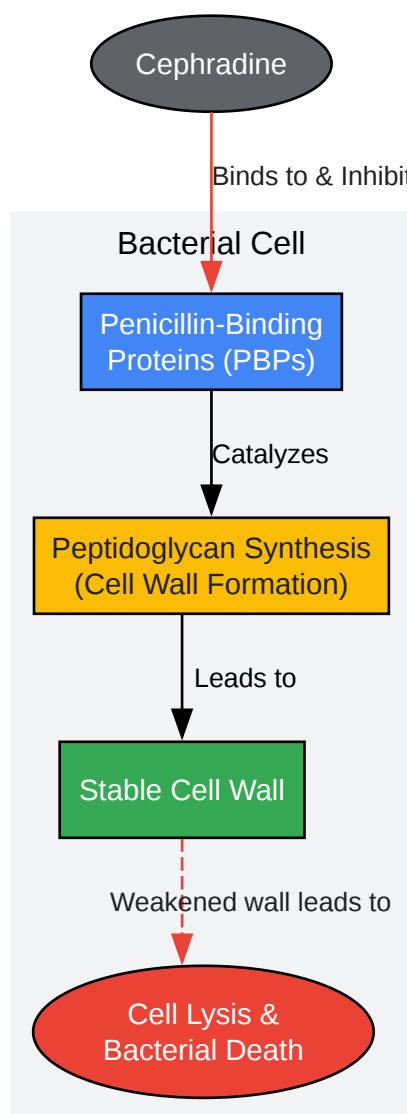 Cephradine
Binds to & Inhibit
Bacterial Cell
Penicillin-Binding
Proteins (PBPs)
Catalyzes
Peptidoglycan Synthesis
(Cell Wall Formation)
Leads to
Stable Cell Wall
Weakened wall leads to
Cell Lysis &
Bacterial Death